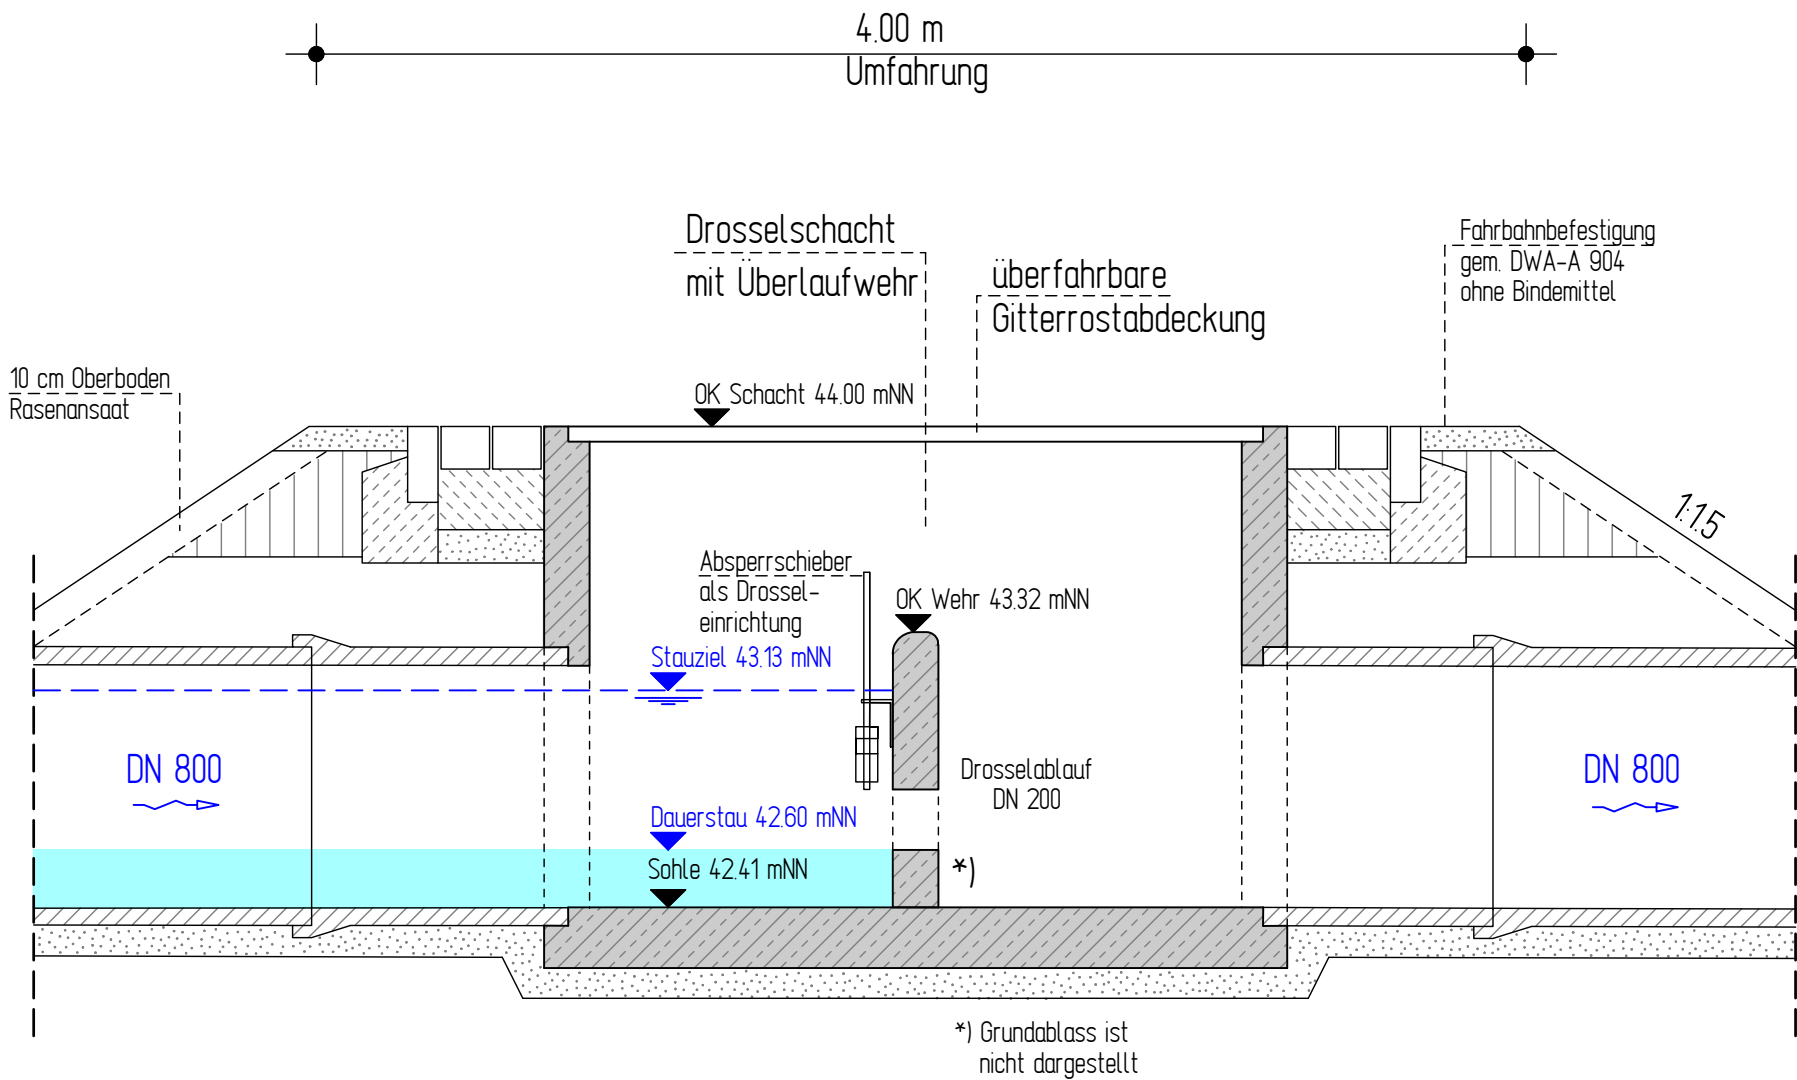 4.00 m
Umfahrung
Drosselschacht
mit Überlaufwehr
überfahrbare
Gitterrostabdeckung
Fahrbahnbefestigung
gem. DWA-A 904
ohne Bindemittel
10 cm Oberboden
Rasenansaat
OK Schacht 44.00 mNN
1:1.5
Absperrschieber
als Drossel-
einrichtung
OK Wehr 43.32 mNN
Stauziel 43.13 mNN
DN 800
Drosselablauf
DN 200
DN 800
Dauerstau 42.60 mNN
Sohle 42.41 mNN
*)
*) Grundablass ist
nicht dargestellt